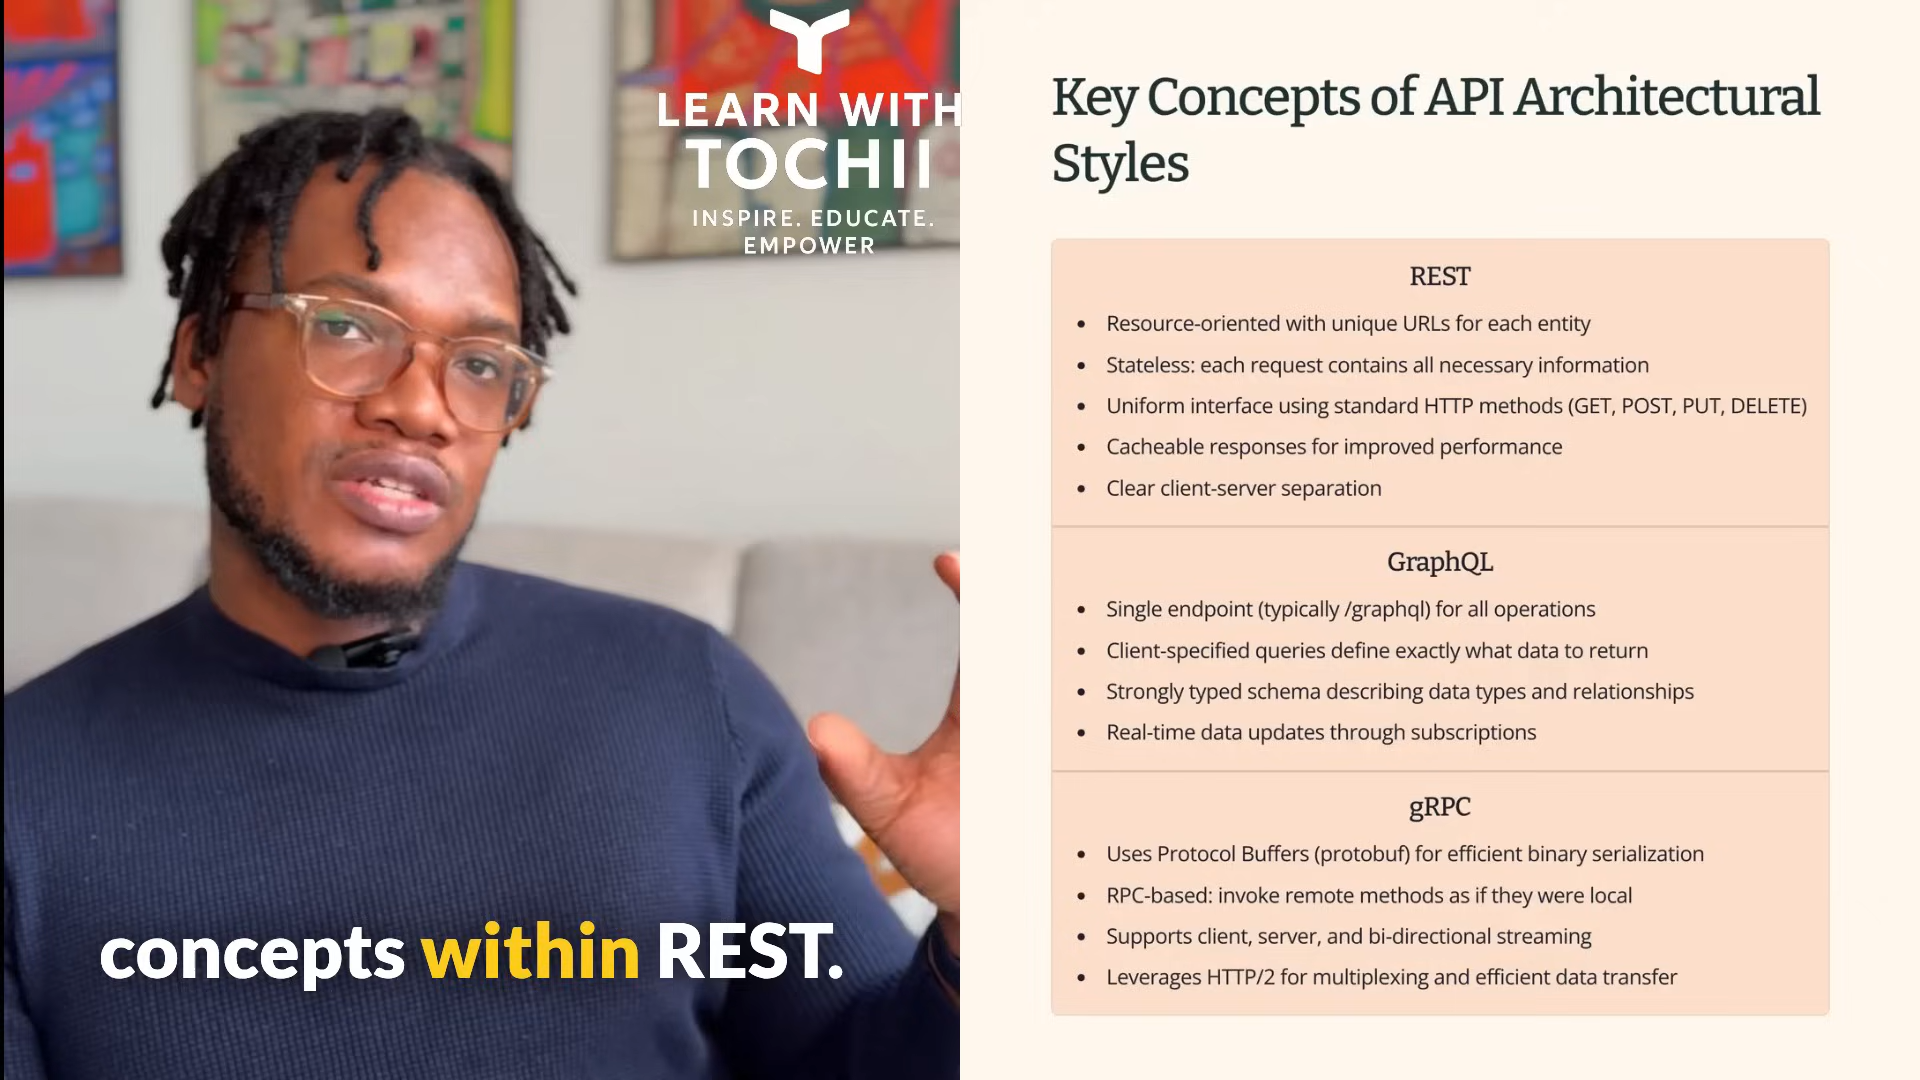 LEARN WITH
TOCHII
INSPIRE. EDUCATE.
EMPOWER
concepts within REST.
Key Concepts of API Architectural
Styles
REST
• Resource-oriented with unique URLs for each entity
• Stateless: each request contains all necessary information
• Uniform interface using standard HTTP methods (GET, POST, PUT, DELETE)
• Cacheable responses for improved performance
• Clear client-server separation
GraphQL
• Single endpoint (typically /graphql) for all operations
• Client-specified queries define exactly what data to return
• Strongly typed schema describing data types and relationships
• Real-time data updates through subscriptions
gRPC
• Uses Protocol Buffers (protobuf) for efficient binary serialization
• RPC-based: invoke remote methods as if they were local
• Supports client, server, and bi-directional streaming
• Leverages HTTP/2 for multiplexing and efficient data transfer